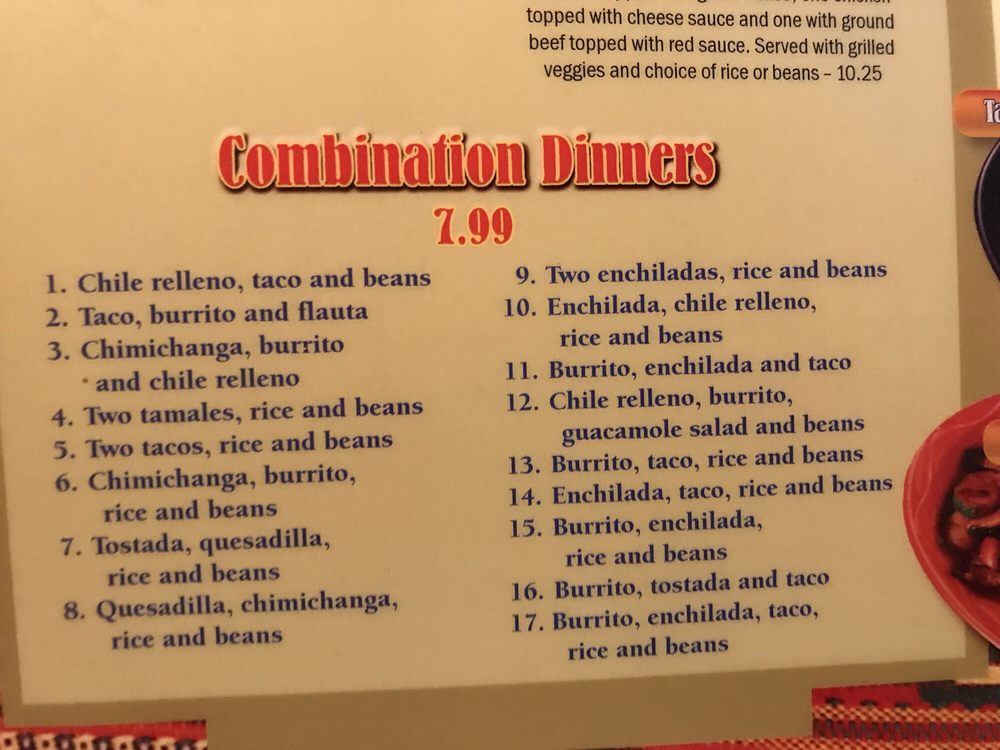 topped with cheese sauce and one with ground
beef topped with red sauce. Served with grilled
veggies and choice of rice or beans – 10.25
Combination Dinners
7.99
1. Chile relleno, taco and beans
2. Taco, burrito and flauta
3. Chimichanga, burrito
and chile relleno
4. Two tamales, rice and beans
5. Two tacos, rice and beans
6. Chimichanga, burrito,
rice and beans
7. Tostada, quesadilla,
rice and beans
8. Quesadilla, chimichanga,
rice and beans
9. Two enchiladas, rice and beans
10. Enchilada, chile relleno,
rice and beans
11. Burrito, enchilada and taco
12. Chile relleno, burrito,
guacamole salad and beans
13. Burrito, taco, rice and beans
14. Enchilada, taco, rice and beans
15. Burrito, enchilada,
rice and beans
16. Burrito, tostada and taco
17. Burrito, enchilada, taco,
rice and beans